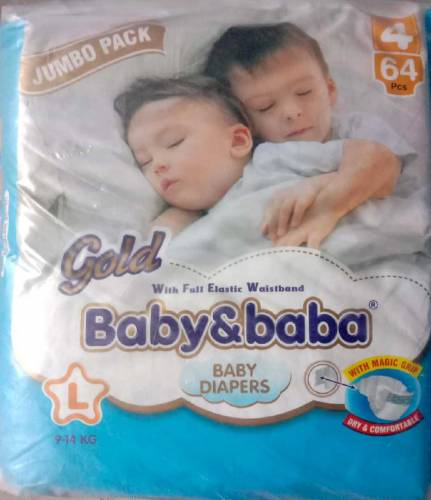 JUMBO PACK
4
64
Pcs
Gold
With Full Elastic Waistband
Baby&baba®
BABY
DIAPERS
WITH MAGIC GRIP
DRY & COMFORTABLE
L
9-14 KG